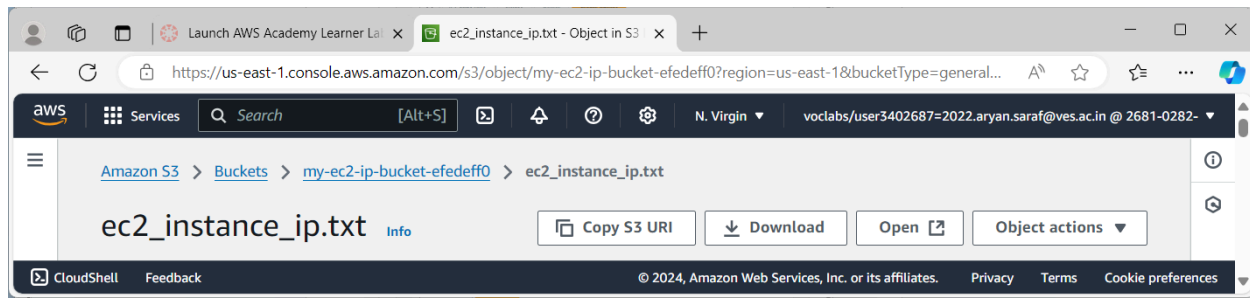 Launch AWS Academy Learner La
ec2_instance_ip.txt - Object in S3
https://us-east-1.console.aws.amazon.com/s3/object/my-ec2-ip-bucket-efedeff0?region=us-east-1&bucketType=general...
aws Services Search [Alt+S] N. Virgin voclabs/user3402687=2022.aryan.saraf@ves.ac.in @ 2681-0282-
Amazon S3 > Buckets > my-ec2-ip-bucket-efedeff0 > ec2_instance_ip.txt
ec2_instance_ip.txt Info Copy S3 URI Download Open Object actions
CloudShell Feedback © 2024, Amazon Web Services, Inc. or its affiliates. Privacy Terms Cookie preferences